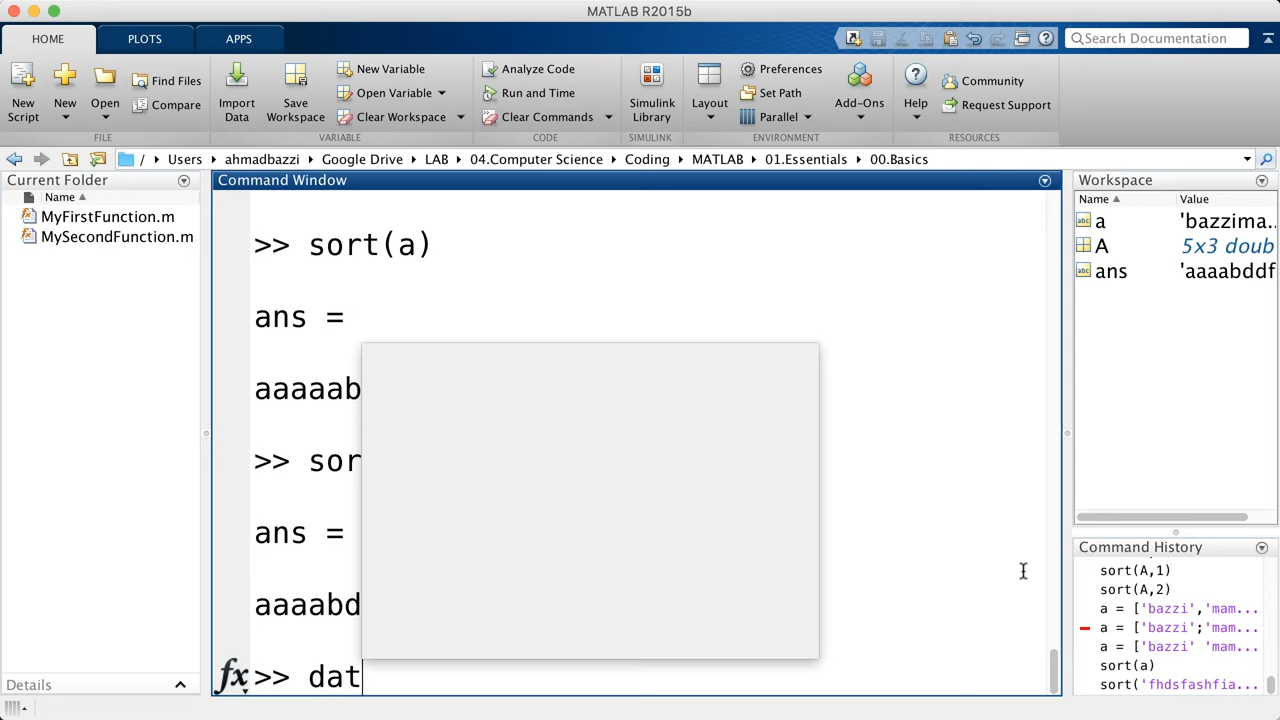 MATLAB R2015b
HOME PLOTS APPS
Search Documentation
New Script
New
Open
Find Files
Compare
FILE
Import Data
Save Workspace
New Variable
Open Variable
Clear Workspace
VARIABLE
Analyze Code
Run and Time
Clear Commands
CODE
Simulink Library
SIMULINK
Layout
Preferences
Set Path
Parallel
Add-Ons
ENVIRONMENT
Help
Community
Request Support
RESOURCES
/ Users ahmadbazzi Google Drive LAB 04.Computer Science Coding MATLAB 01.Essentials 00.Basics
Current Folder
Name
MyFirstFunction.m
MySecondFunction.m
Details
Command Window
>> sort(a)
ans =
aaaaab
>> sor
ans =
aaaabd
fx >> dat
Workspace
Name Value
a 'bazzima..
A 5x3 doub
ans 'aaaabddf
Command History
sort(A,1)
sort(A,2)
a = ['bazzi','mam...
a = ['bazzi';'mam...
a = ['bazzi' 'mam...
sort(a)
sort('fhdsfashfia...